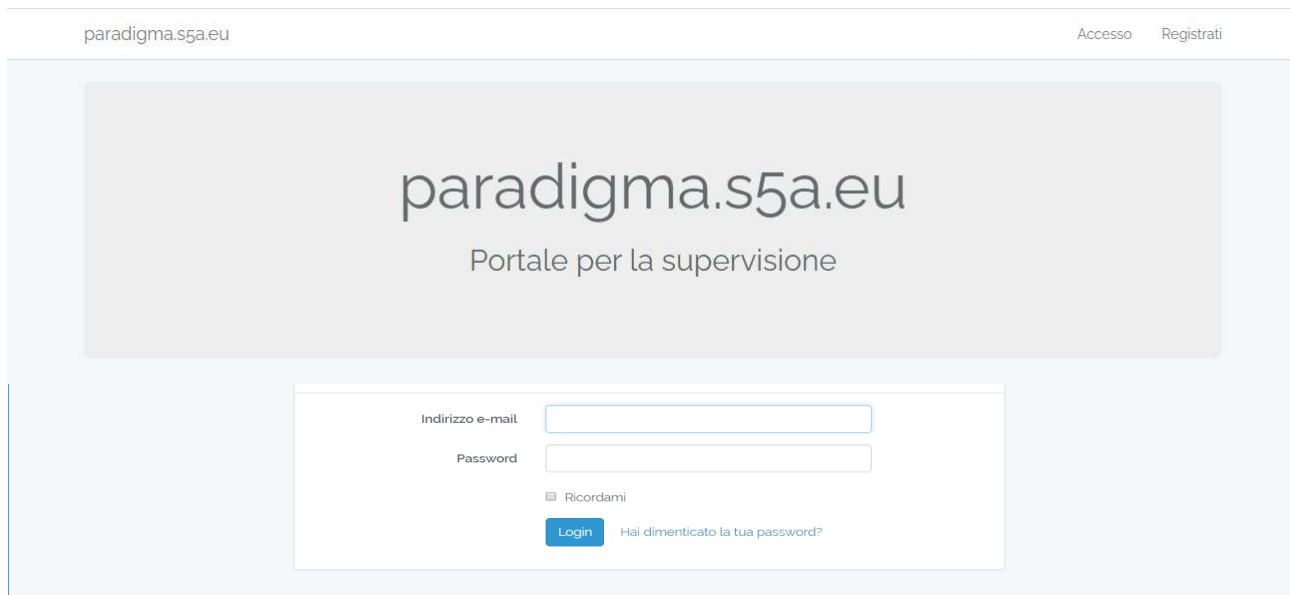 paradigma.s5a.eu Accesso Registrati
paradigma.s5a.eu
Portale per la supervisione
Indirizzo e-mail
Password
Ricordami
Login Hai dimenticato la tua password?